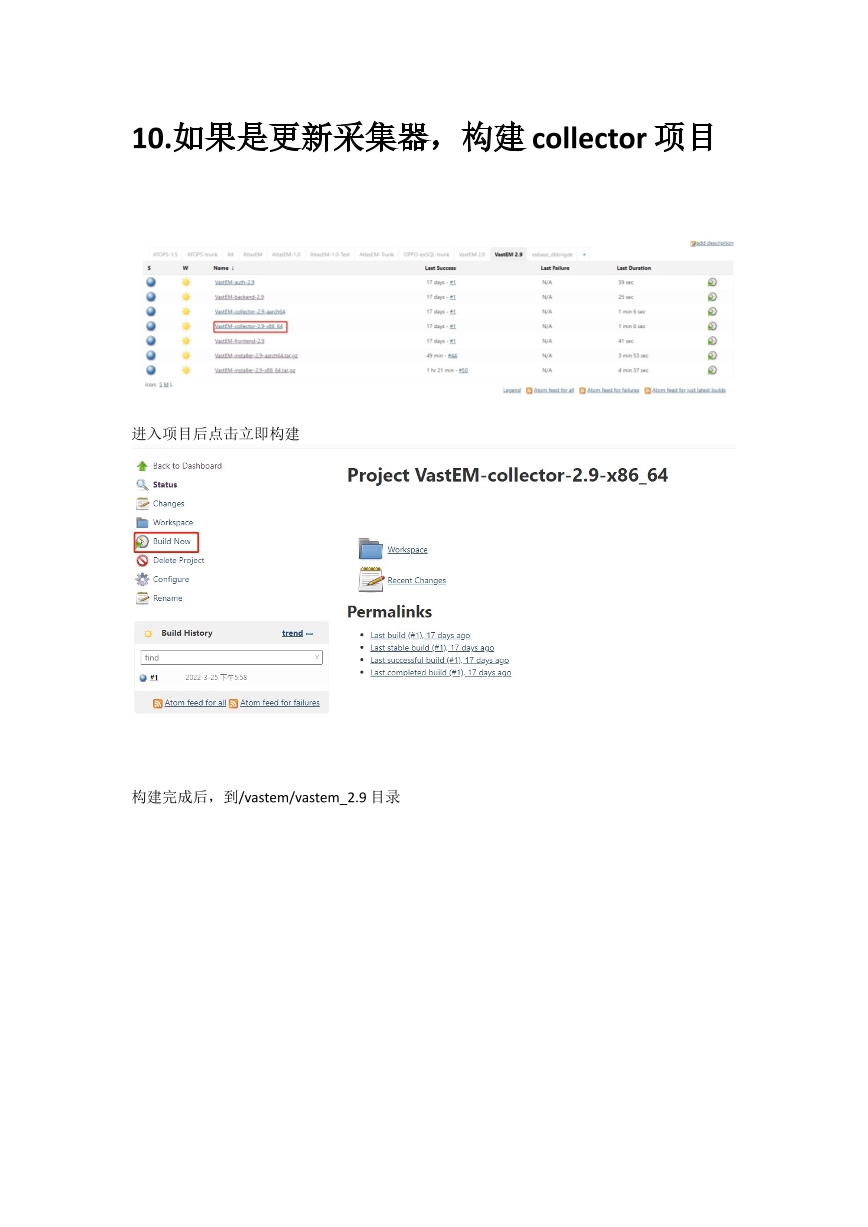 10.如果是更新采集器，构建 collector 项目
add description
ATOPS-1.5 ATOPS-trunk All AtlasEM AtlasEM-1.0 AtlasEM-1.0-Test AtlasEM-Trunk OPPO-exSQL-trunk VastEM 2.8 VastEM 2.9 +
S W Name ↓ Last Success Last Failure Last Duration
VastEM-auth-2.9 17 days - #1 N/A 59 sec
VastEM-backend-2.9 17 days - #1 N/A 25 sec
VastEM-collector-2.9-aarch64 17 days - #1 N/A 1 min 6 sec
VastEM-collector-2.9-x86_64 17 days - #1 N/A 1 min 6 sec
VastEM-frontend-2.9 17 days - #1 N/A 41 sec
VastEM-installer-2.9-aarch64.tar.gz 49 min - #44 N/A 3 min 53 sec
VastEM-installer-2.9-x86_64.tar.gz 1 hr 21 min - #50 N/A 4 min 37 sec
Icon: S M L
Legend Atom feed for all Atom feed for failures Atom feed for just latest builds
进入项目后点击立即构建
Back to Dashboard
Status
Changes
Workspace
Build Now
Delete Project
Configure
Rename
Build History trend
find x
#1 2022-3-25 下午5:58
Atom feed for all Atom feed for failures
Project VastEM-collector-2.9-x86_64
Workspace
Recent Changes
Permalinks
• Last build (#1), 17 days ago
• Last stable build (#1), 17 days ago
• Last successful build (#1), 17 days ago
• Last completed build (#1), 17 days ago
构建完成后，到/vastem/vastem_2.9 目录